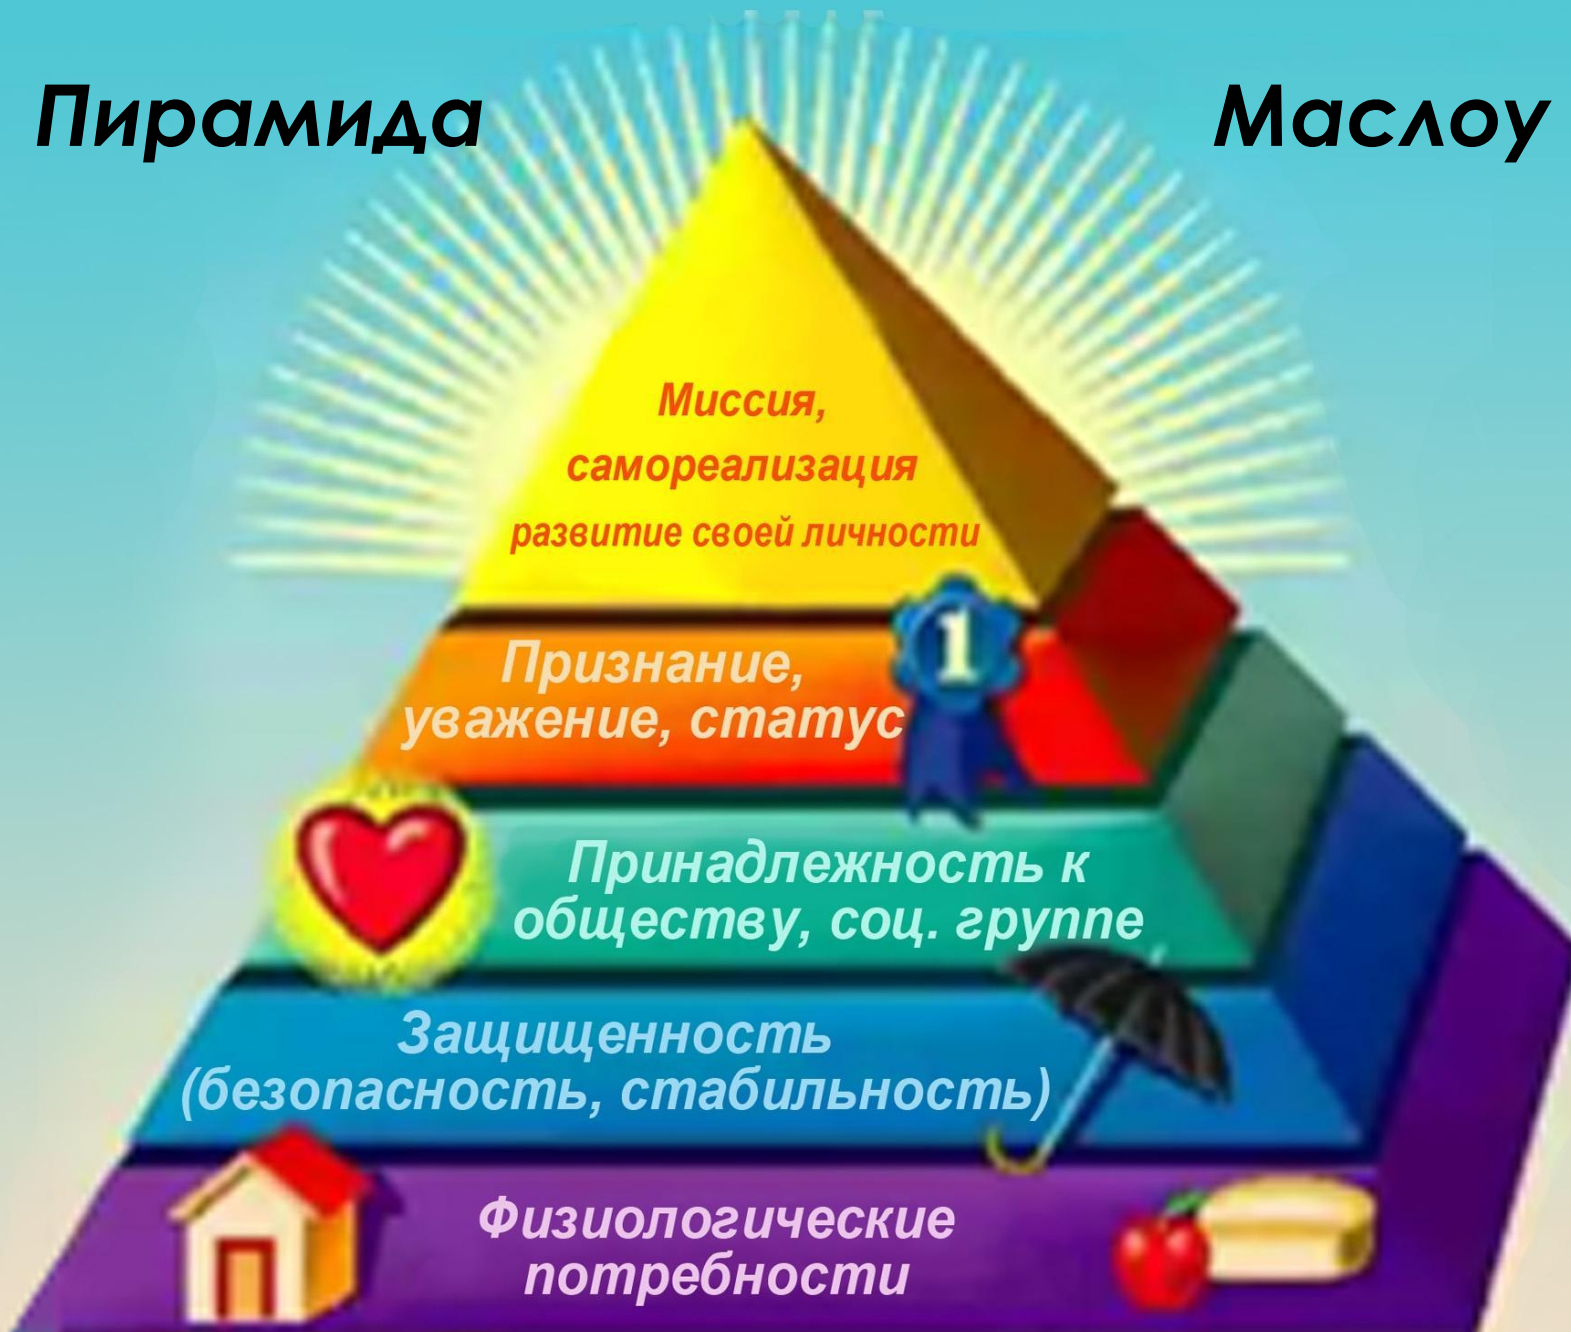 Пирамида Маслоу
Миссия,
самореализация
развитие своей личности
1
Признание,
уважение, статус
Принадлежность к
обществу, соц. группе
Защищенность
(безопасность, стабильность)
Физиологические
потребности